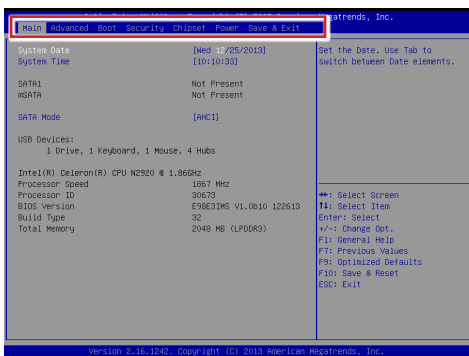 Megatrends, Inc.
Main Advanced Boot Security Chipset Power Save & Exit
System Date [Wed 12/25/2013]
System Time [10:10:33]
SATA1 Not Present
mSATA Not Present
SATA Mode [AHCI]
USB Devices:
1 Drive, 1 Keyboard, 1 Mouse, 4 Hubs
Intel(R) Celeron(R) CPU N2920 @ 1.86GHz
Processor Speed 1867 MHz
Processor ID 30673
BIOS Version E9BE3IMS V1.0b10 122613
Build Type 32
Total Memory 2048 MB (LPDDR3)
Set the Date. Use Tab to
switch between Date elements.
→←: Select Screen
↑↓: Select Item
Enter: Select
+/-: Change Opt.
F1: General Help
F7: Previous Values
F9: Optimized Defaults
F10: Save & Reset
ESC: Exit
Version 2.16.1242. Copyright (C) 2013 American Megatrends, Inc.